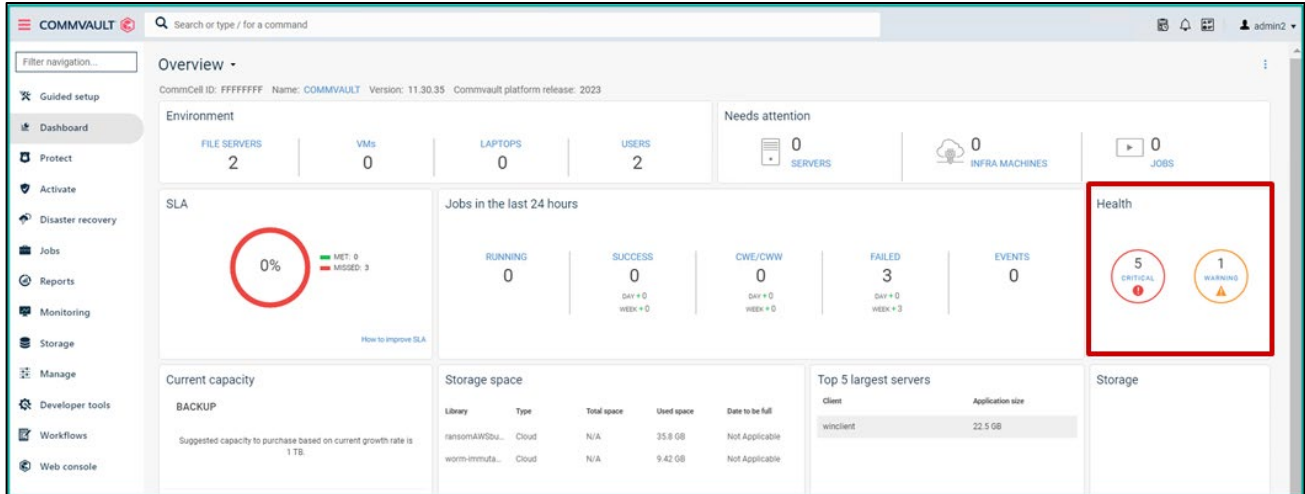 COMMVAULT
Search or type / for a command
admin2
Filter navigation...
Guided setup
Dashboard
Protect
Activate
Disaster recovery
Jobs
Reports
Monitoring
Storage
Manage
Developer tools
Workflows
Web console
Overview
CommCell ID: FFFFFFFF Name: COMMVAULT Version: 11.30.35 Commvault platform release: 2023
Environment
FILE SERVERS
2
VMs
0
LAPTOPS
0
USERS
2
Needs attention
0
SERVERS
0
INFRA MACHINES
0
JOBS
SLA
0%
MET: 0
MISSED: 3
How to improve SLA
Jobs in the last 24 hours
RUNNING
0
SUCCESS
0
DAY + 0
WEEK + 0
CWE/CWW
0
DAY + 0
WEEK + 0
FAILED
3
DAY + 0
WEEK + 3
EVENTS
0
Health
5
CRITICAL
1
WARNING
Current capacity
BACKUP
Suggested capacity to purchase based on current growth rate is
1 TB.
Storage space
Library Type Total space Used space Date to be full
ransomAWSbu... Cloud N/A 35.8 GB Not Applicable
worm-immuta... Cloud N/A 9.42 GB Not Applicable
Top 5 largest servers
Client Application size
winclient 22.5 GB
Storage